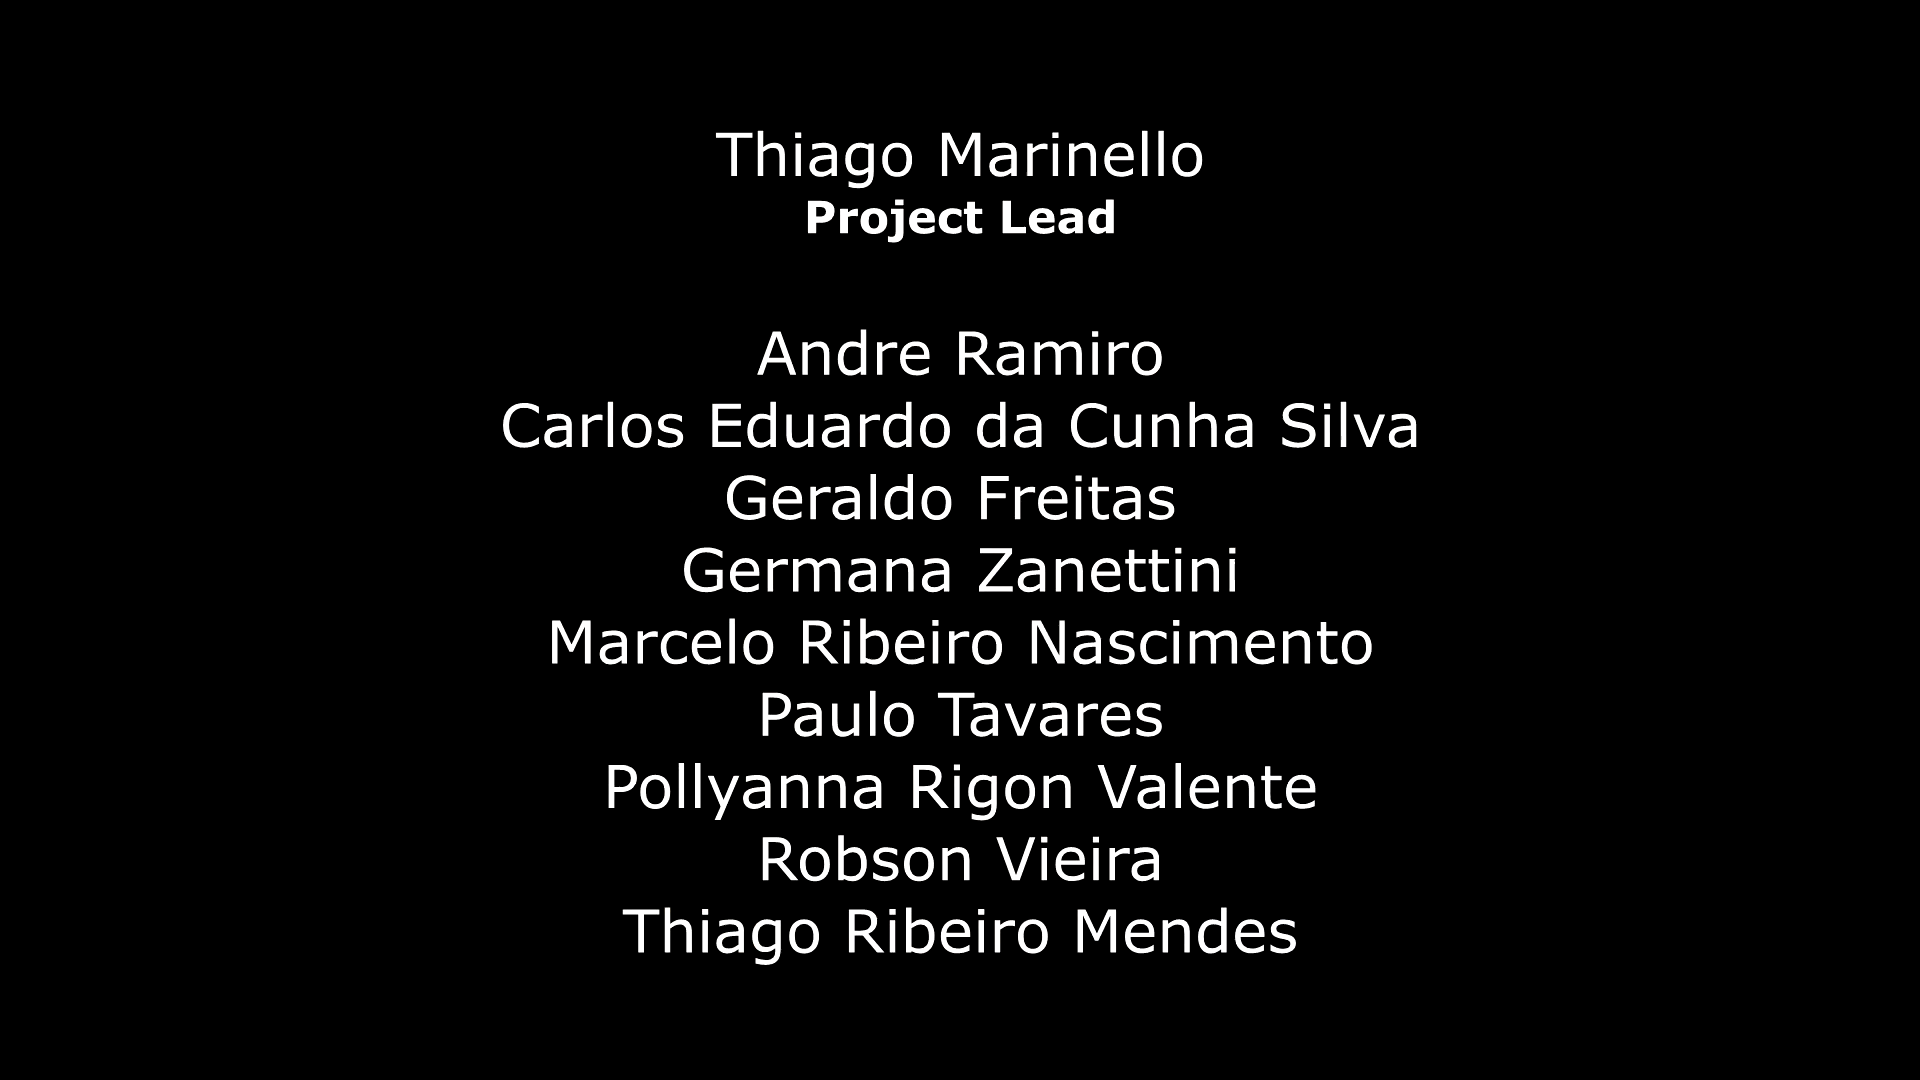 Thiago Marinello
Project Lead
Andre Ramiro
Carlos Eduardo da Cunha Silva
Geraldo Freitas
Germana Zanettini
Marcelo Ribeiro Nascimento
Paulo Tavares
Pollyanna Rigon Valente
Robson Vieira
Thiago Ribeiro Mendes